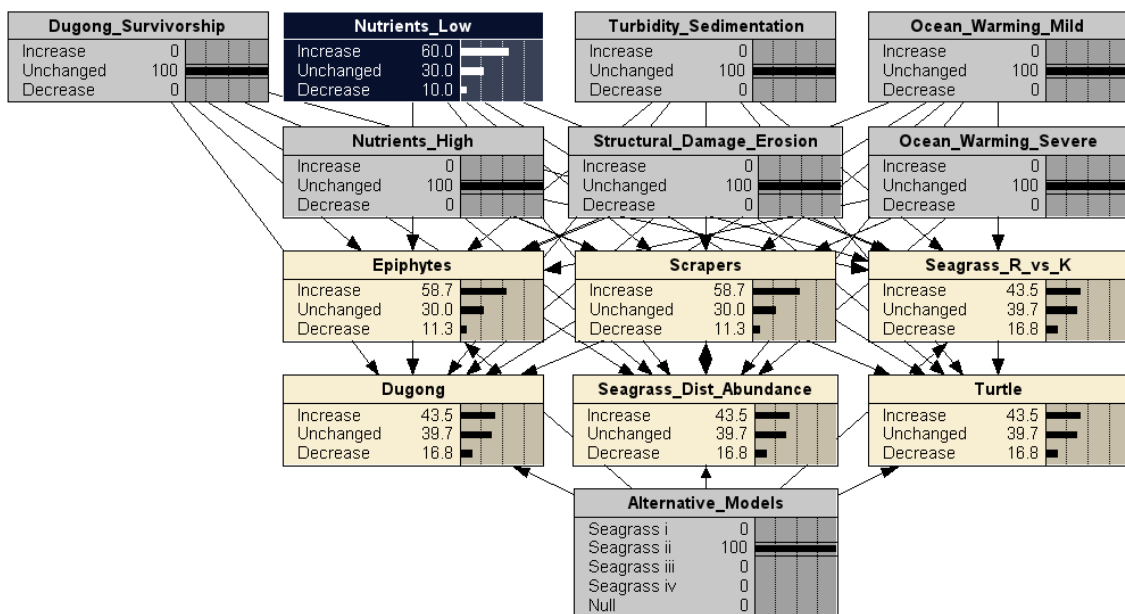 Dugong_Survivorship
Increase 0
Unchanged 100
Decrease 0
Nutrients_Low
Increase 60.0
Unchanged 30.0
Decrease 10.0
Turbidity_Sedimentation
Increase 0
Unchanged 100
Decrease 0
Ocean_Warming_Mild
Increase 0
Unchanged 100
Decrease 0
Nutrients_High
Increase 0
Unchanged 100
Decrease 0
Structural_Damage_Erosion
Increase 0
Unchanged 100
Decrease 0
Ocean_Warming_Severe
Increase 0
Unchanged 100
Decrease 0
Epiphytes
Increase 58.7
Unchanged 30.0
Decrease 11.3
Scrapers
Increase 58.7
Unchanged 30.0
Decrease 11.3
Seagrass_R_vs_K
Increase 43.5
Unchanged 39.7
Decrease 16.8
Dugong
Increase 43.5
Unchanged 39.7
Decrease 16.8
Seagrass_Dist_Abundance
Increase 43.5
Unchanged 39.7
Decrease 16.8
Turtle
Increase 43.5
Unchanged 39.7
Decrease 16.8
Alternative_Models
Seagrass i 0
Seagrass ii 100
Seagrass iii 0
Seagrass iv 0
Null 0